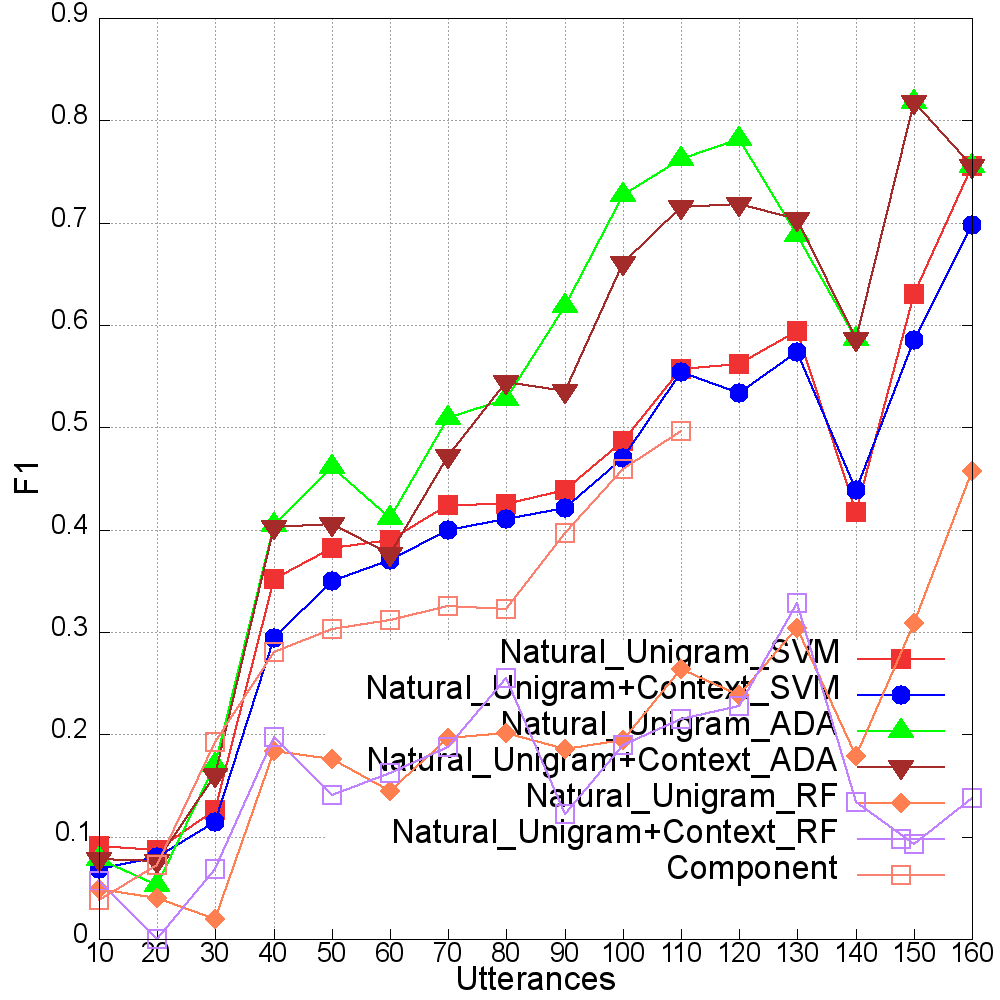 0.9
0.8
0.7
0.6
0.5
0.4
0.3
0.2
0.1
0
F1
Natural_Unigram_SVM
Natural_Unigram+Context_SVM
Natural_Unigram_ADA
Natural_Unigram+Context_ADA
Natural_Unigram_RF
Natural_Unigram+Context_RF
Component
10 20 30 40 50 60 70 80 90 100 110 120 130 140 150 160
Utterances